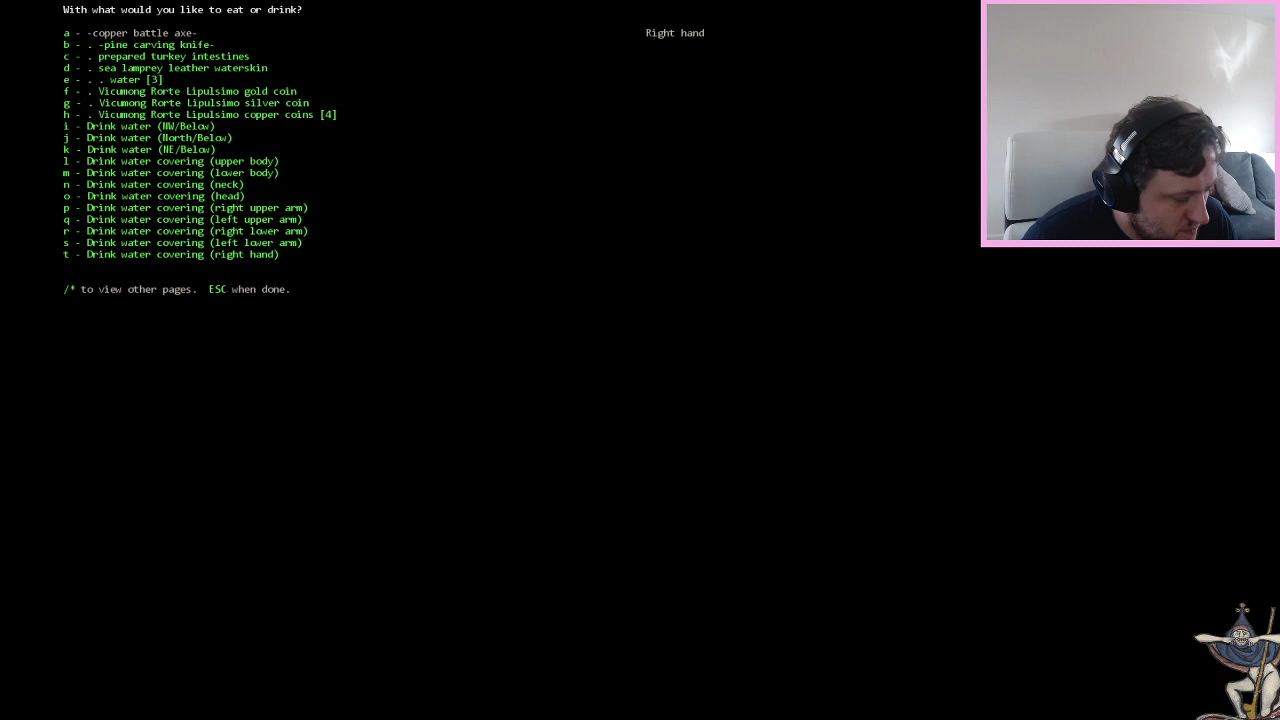 With what would you like to eat or drink?
a - -copper battle axe- Right hand
b - . -pine carving knife-
c - . prepared turkey intestines
d - . sea lamprey leather waterskin
e - . . water [3]
f - . Vicumong Rorte Lipulsimo gold coin
g - . Vicumong Rorte Lipulsimo silver coin
h - . Vicumong Rorte Lipulsimo copper coins [4]
i - Drink water (NW/Below)
j - Drink water (North/Below)
k - Drink water (NE/Below)
l - Drink water covering (upper body)
m - Drink water covering (lower body)
n - Drink water covering (neck)
o - Drink water covering (head)
p - Drink water covering (right upper arm)
q - Drink water covering (left upper arm)
r - Drink water covering (right lower arm)
s - Drink water covering (left lower arm)
t - Drink water covering (right hand)
/* to view other pages. ESC when done.